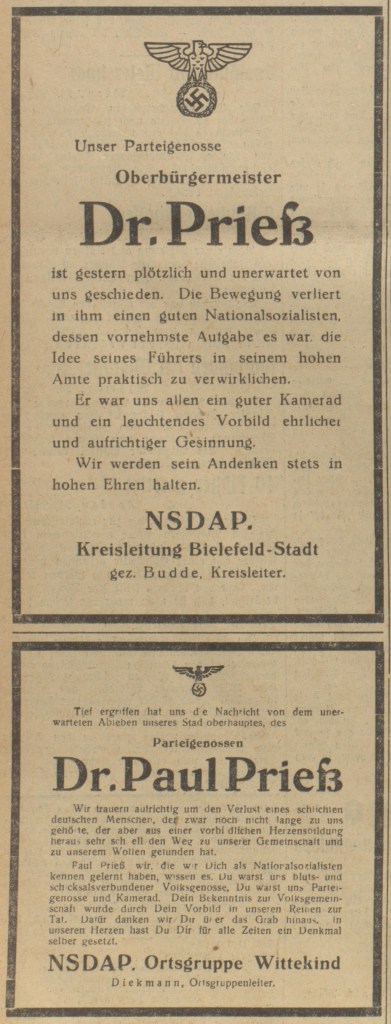 Unser Parteigenosse
Oberbürgermeister
Dr. Prieß
ist gestern plötzlich und unerwartet von
uns geschieden. Die Bewegung verliert
in ihm einen guten Nationalsozialisten,
dessen vornehmste Aufgabe es war, die
Idee seines Führers in seinem hohen
Amte praktisch zu verwirklichen.
Er war uns allen ein guter Kamerad
und ein leuchtendes Vorbild ehrlicher
und aufrichtiger Gesinnung.
Wir werden sein Andenken stets in
hohen Ehren halten.
NSDAP.
Kreisleitung Bielefeld-Stadt
gez. Budde, Kreisleiter.
Tief ergriffen hat uns die Nachricht von dem uner-
warteten Ableben unseres Stadtoberhauptes, des
Parteigenossen
Dr. Paul Prieß
Wir trauern aufrichtig um den Verlust eines schlichten
deutschen Menschen, der zwar noch nicht lange zu uns
gehörte, der aber aus einer vorbildlichen Herzensbildung
heraus sehr schnell den Weg zu unserer Gemeinschaft und
zu unserem Wollen gefunden hat.
Paul Prieß wir, die wir Dich als Nationalsozialisten
kennen gelernt haben, wissen es, Du warst uns bluts- und
schicksalsverbundener Volksgenosse, Du warst uns Partei-
genosse und Kamerad. Dein Bekenntnis zur Volksgemein-
schaft wurde durch Dein Vorbild in unseren Reihen zur
Tat. Dafür danken wir Dir über das Grab hinaus. In
unseren Herzen hast Du Dir für alle Zeiten ein Denkmal
selber gesetzt.
NSDAP. Ortsgruppe Wittekind
Diekmann, Ortsgruppenleiter.